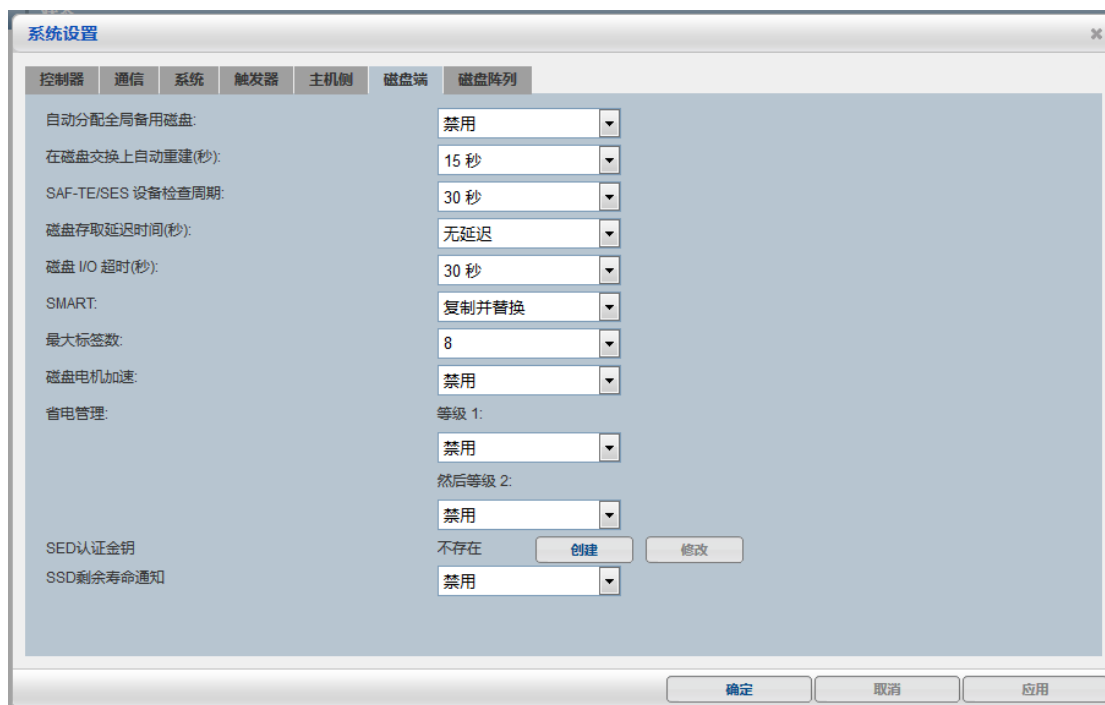 系统设置
控制器 通信 系统 触发器 主机侧 磁盘端 磁盘阵列
自动分配全局备用磁盘: 禁用
在磁盘交换上自动重建(秒): 15 秒
SAF-TE/SES 设备检查周期: 30 秒
磁盘存取延迟时间(秒): 无延迟
磁盘 I/O 超时(秒): 30 秒
SMART: 复制并替换
最大标签数: 8
磁盘电机加速: 禁用
省电管理: 等级 1:
禁用
然后等级 2:
禁用
SED认证金钥 不存在 创建 修改
SSD剩余寿命通知 禁用
确定 取消 应用